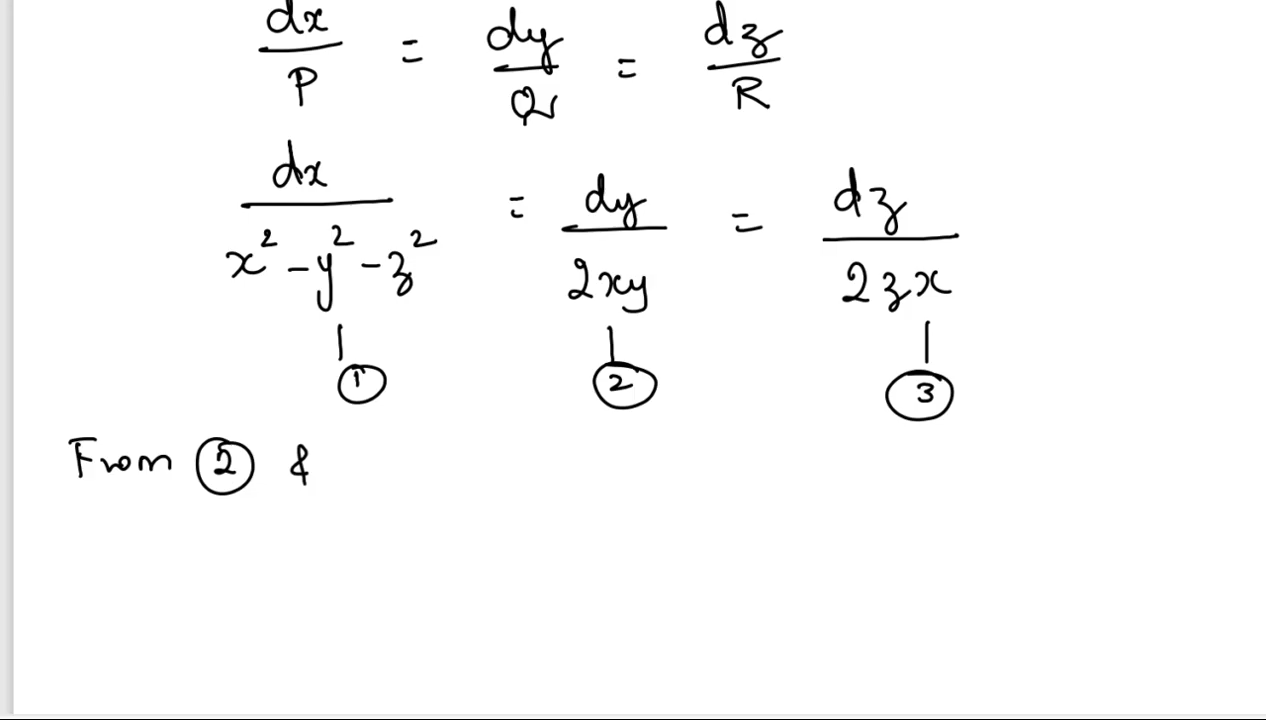 dx/P = dy/Q = dz/R
dx/(x² - y² - z²) = dy/(2xy) = dz/(2zx)
① ② ③
From ② &